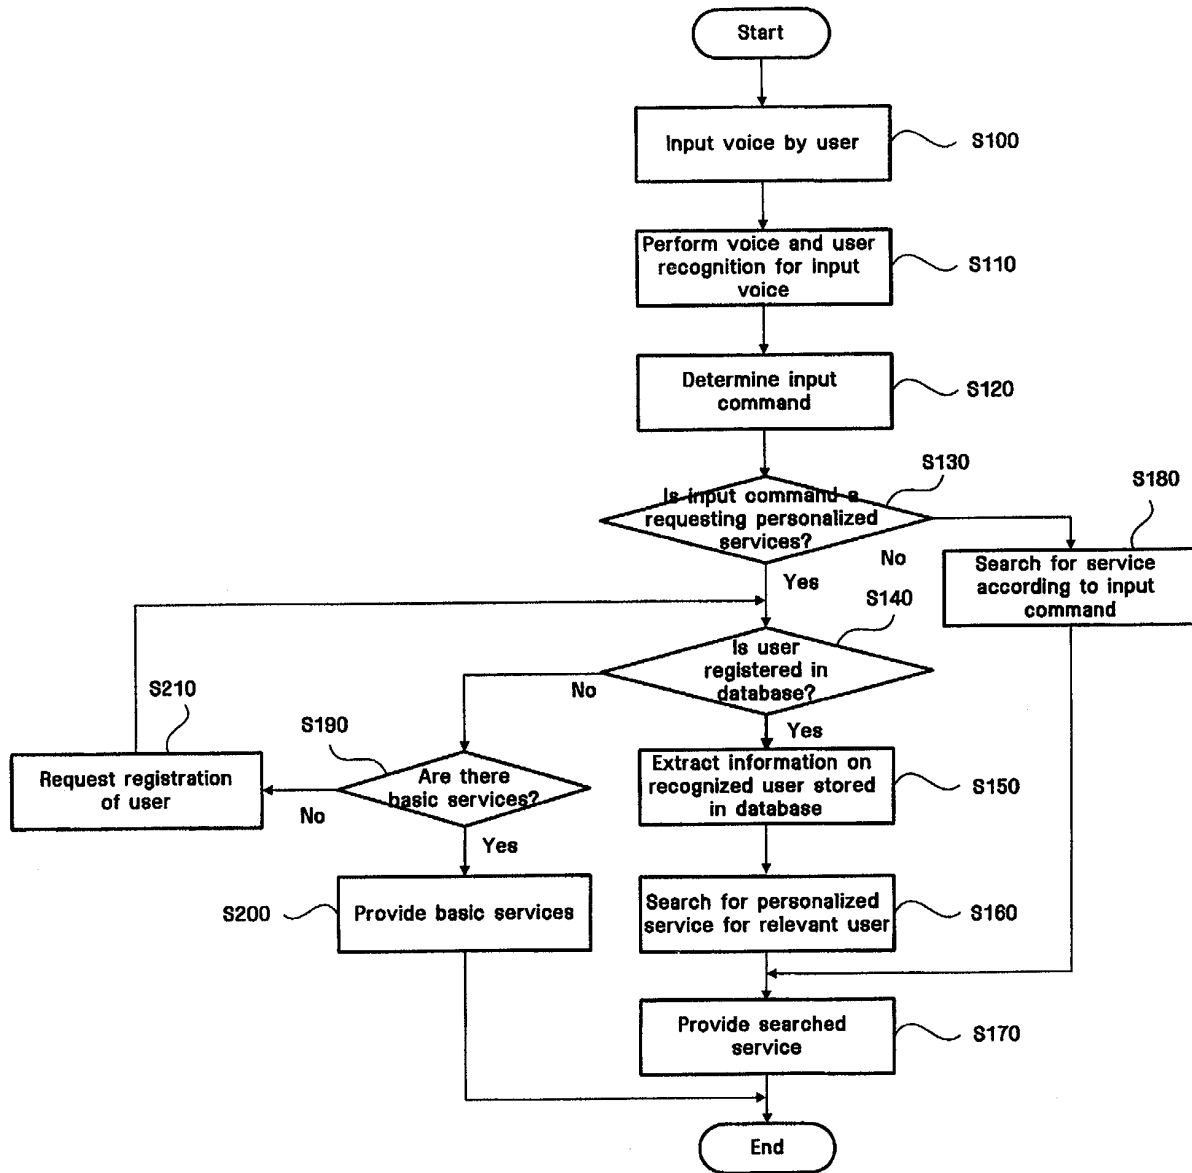 Start
Input voice by user
S100
Perform voice and user
recognition for input
voice
S110
Determine input
command
S120
S130
Is input command a
requesting personalized
services?
No
Yes
S180
Search for service
according to input
command
S140
Is user
registered in
database?
No
Yes
S210
Request registration
of user
S190
Are there
basic services?
No
Yes
Extract information on
recognized user stored
in database
S150
S200
Provide basic services
Search for personalized
service for relevant user
S160
Provide searched
service
S170
End